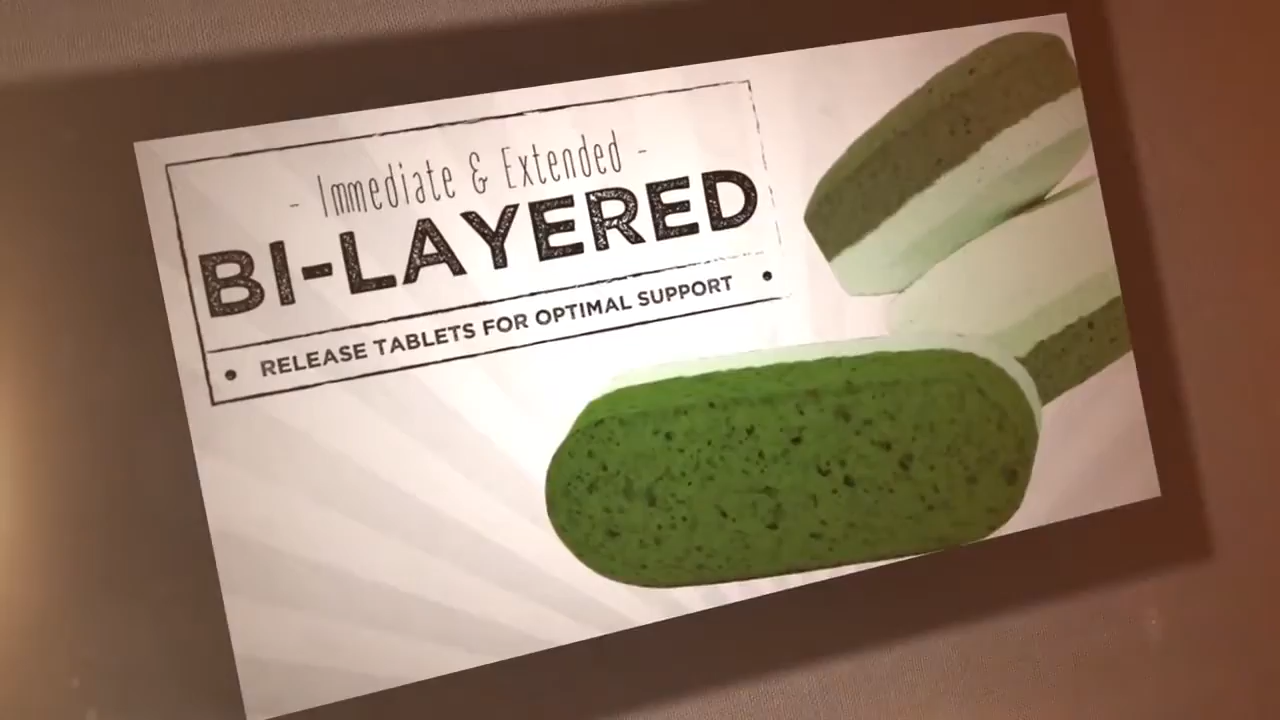 - Immediate & Extended -
BI-LAYERED
• RELEASE TABLETS FOR OPTIMAL SUPPORT •